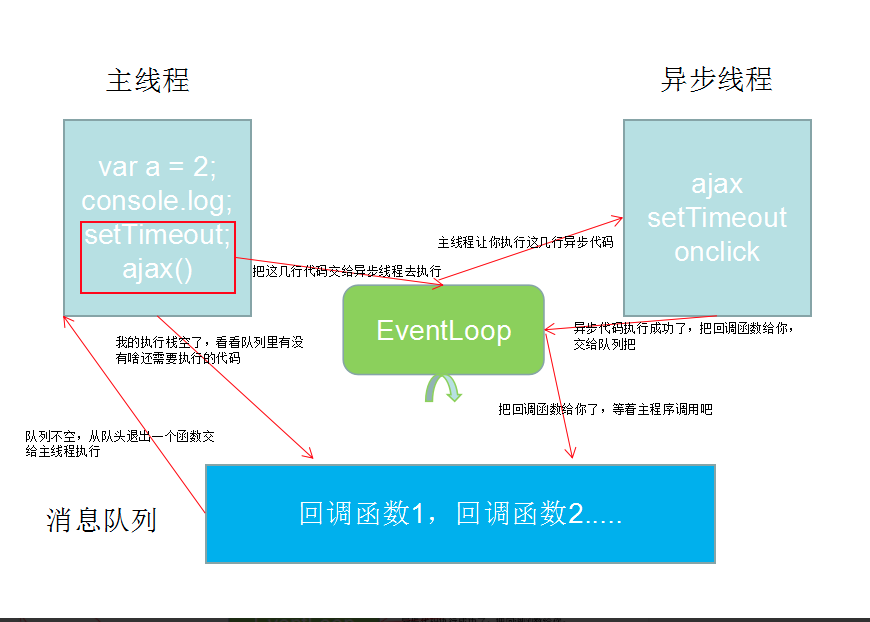 主线程
异步线程
var a = 2;
console.log;
setTimeout;
ajax()
ajax
setTimeout
onclick
主线程让你执行这几行异步代码
把这几行代码交给异步线程去执行
EventLoop
异步代码执行成功了，把回调函数给你，
交给队列把
我的执行栈空了，看看队列里有没
有啥还需要执行的代码
把回调函数给你了，等着主程序调用吧
队列不空，从队头退出一个函数交
给主线程执行
消息队列
回调函数1，回调函数2.....